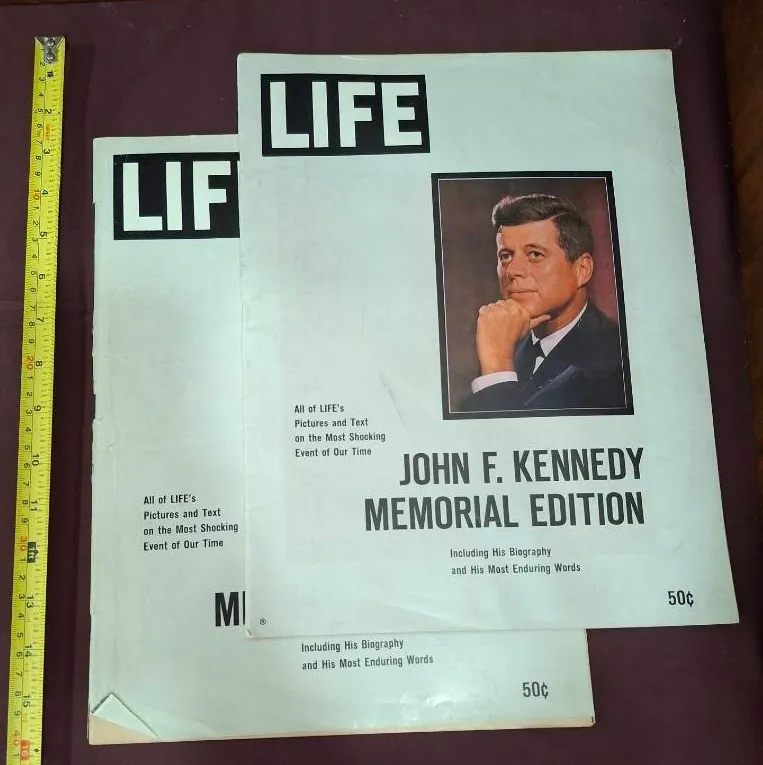 LIFE
All of LIFE's
Pictures and Text
on the Most Shocking
Event of Our Time
JOHN F. KENNEDY
MEMORIAL EDITION
Including His Biography
and His Most Enduring Words
50¢
®
LIF
All of LIFE's
Pictures and Text
on the Most Shocking
Event of Our Time
M
Including His Biography
and His Most Enduring Words
50¢